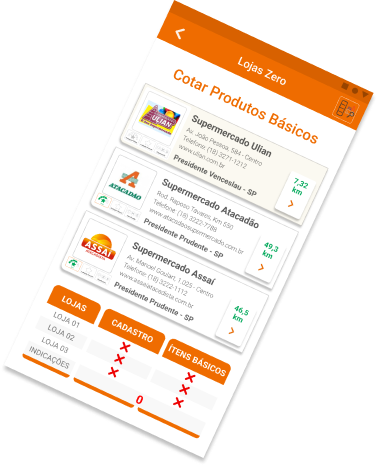 Lojas Zero
Cotar Produtos Básicos
ULIAN
Supermercado Ulian
Av. João Pessoa, 584 - Centro
Telefone: (18) 3271-1212
www.ulian.com.br
Presidente Venceslau - SP
7,32
km
ATACADÃO
Supermercado Atacadão
Rod. Raposo Tavares, Km 550
Telefone: (18) 3222-7788
www.atacadaosupermercado.com.br
Presidente Prudente - SP
49,3
km
ASSAÍ
Supermercado Assaí
Av. Manoel Goulart, 1.025 - Centro
Telefone: (18) 3222-1112
www.assaiatacadista.com.br
Presidente Prudente - SP
46,5
km
LOJAS
CADASTRO
ÍTENS BÁSICOS
LOJA 01
LOJA 02
LOJA 03
INDICAÇÕES
0